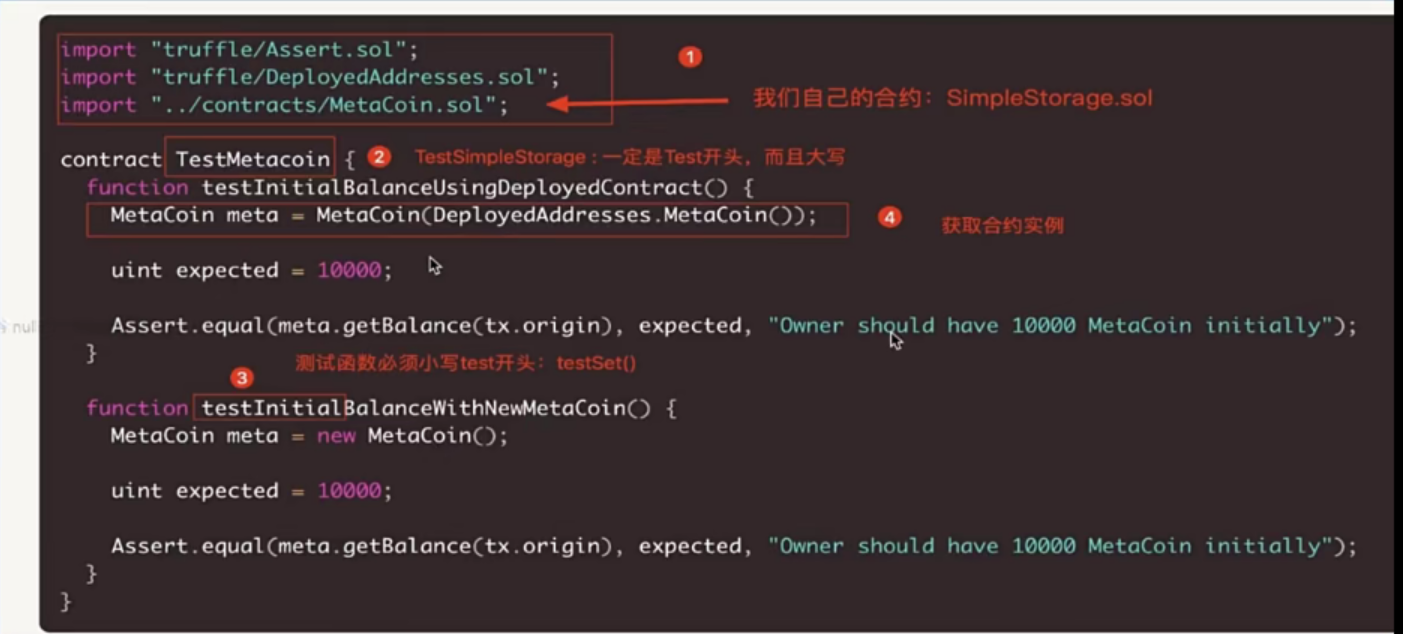 import "truffle/Assert.sol";
①
import "truffle/DeployedAddresses.sol";
import "../contracts/MetaCoin.sol";
我们自己的合约：SimpleStorage.sol
contract TestMetacoin {
② TestSimpleStorage : 一定是Test开头，而且大写
function testInitialBalanceUsingDeployedContract() {
MetaCoin meta = MetaCoin(DeployedAddresses.MetaCoin());
④ 获取合约实例
uint expected = 10000;
Assert.equal(meta.getBalance(tx.origin), expected, "Owner should have 10000 MetaCoin initially");
}
测试函数必须小写test开头：testSet()
③
function testInitialBalanceWithNewMetaCoin() {
MetaCoin meta = new MetaCoin();
uint expected = 10000;
Assert.equal(meta.getBalance(tx.origin), expected, "Owner should have 10000 MetaCoin initially");
}
}